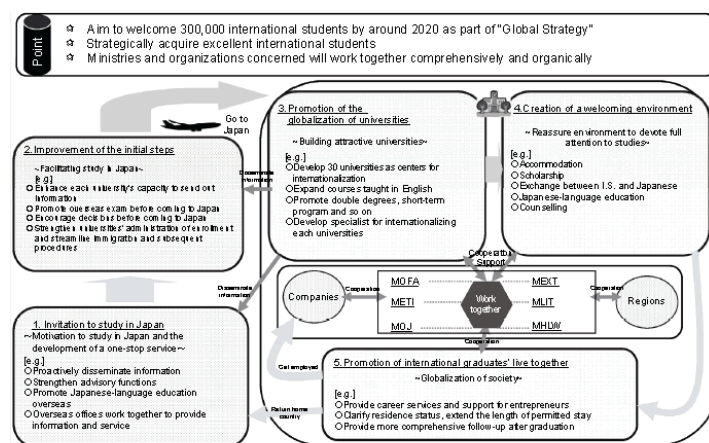 Point
☆ Aim to welcome 300,000 international students by around 2020 as part of "Global Strategy"
☆ Strategically acquire excellent international students
☆ Ministries and organizations concerned will work together comprehensively and organically
Go to
Japan
2. Improvement of the initial steps
~Facilitating study in Japan~
[e.g.]
○Enhance each university's capacity to send out
information
○Promote overseas exam before coming to Japan
○Encourage decisions before coming to Japan
○Strengthen universities' administration of enrollment
and streamline immigration and subsequent
procedures
3. Promotion of the
globalization of universities
~Building attractive universities~
[e.g.]
○Develop 30 universities as centers for
internationalization
○Expand courses taught in English
○Promote double degrees, short-term
program and so on
○Develop specialist for internationalizing
each universities
4.Creation of a welcoming environment
~Reassure environment to devote full
attention to studies~
[e.g.]
○Accommodation
○Scholarship
○Exchange between I.S. and Japanese
○Japanese-language education
○Counselling
Disseminate
information
Disseminate
information
Cooperation
Support
Companies
Cooperation
MOFA
METI
MOJ
Work
together
MEXT
MLIT
MHLW
Cooperation
Regions
Cooperation
1. Invitation to study in Japan
~Motivation to study in Japan and the
development of a one-stop service~
[e.g.]
○Proactively disseminate information
○Strengthen advisory functions
○Promote Japanese-language education
overseas
○Overseas offices work together to provide
information and service
Get employed
Return home
country
5. Promotion of international graduates' live together
~Globalization of society~
[e.g.]
○Provide career services and support for entrepreneurs
○Clarify residence status, extend the length of permitted stay
○Provide more comprehensive follow-up after graduation